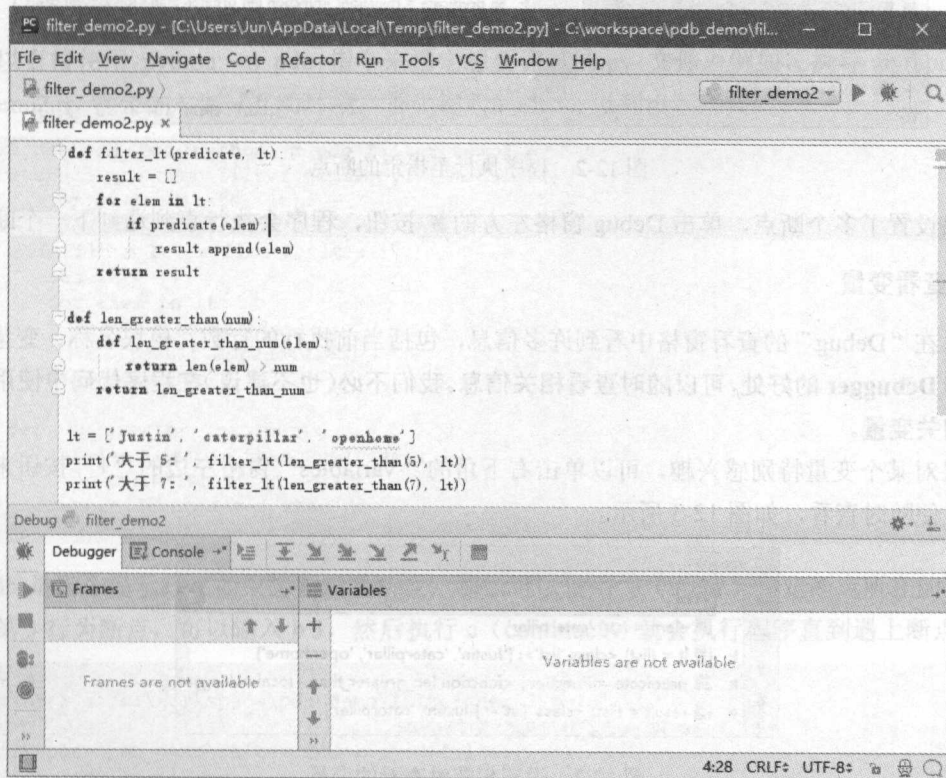 filter_demo2.py - [C:\Users\Jun\AppData\Local\Temp\filter_demo2.py] - C:\workspace\pdb_demo\fil...
File Edit View Navigate Code Refactor Run Tools VCS Window Help
filter_demo2.py
filter_demo2
filter_demo2.py ×
def filter_lt(predicate, lt):
    result = []
    for elem in lt:
        if predicate(elem):
            result.append(elem)
    return result
def len_greater_than(num):
    def len_greater_than_num(elem):
        return len(elem) > num
    return len_greater_than_num
lt = ['Justin', 'caterpillar', 'openhome']
print('大于 5：', filter_lt(len_greater_than(5), lt))
print('大于 7：', filter_lt(len_greater_than(7), lt))
Debug filter_demo2
Debugger Console
Frames Variables
Frames are not available
Variables are not available
4:28 CRLF UTF-8